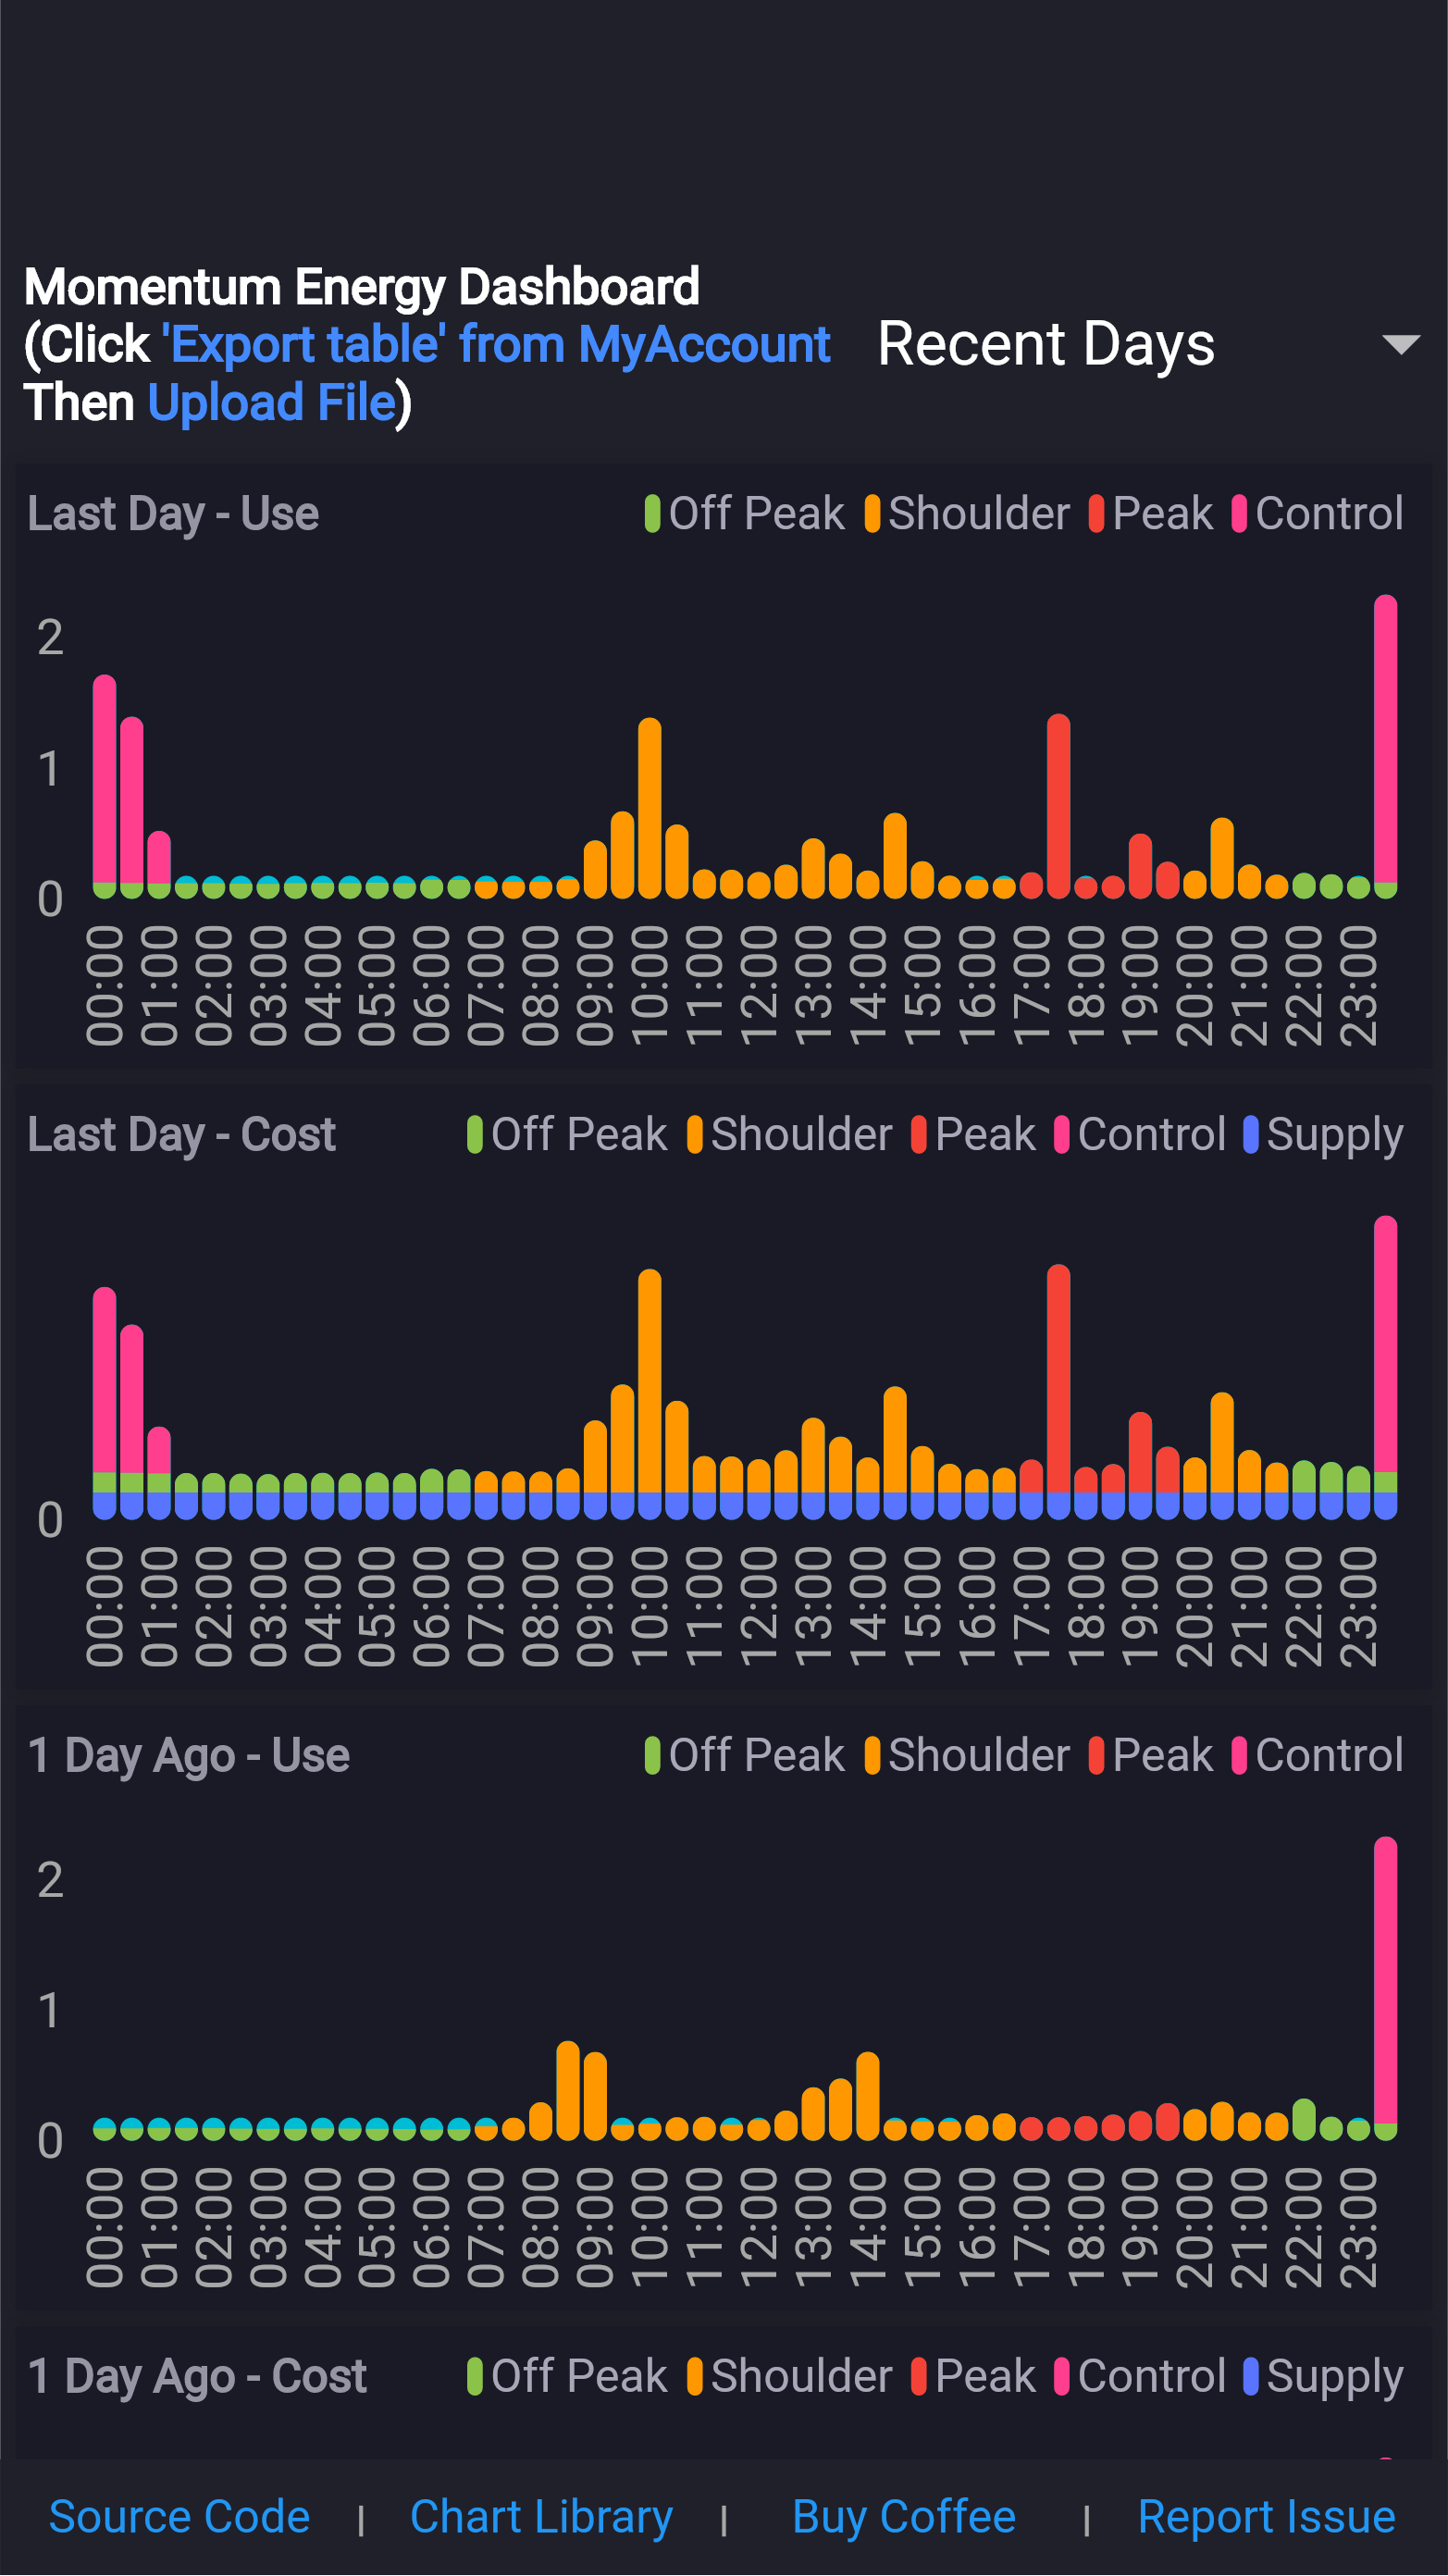 Momentum Energy Dashboard
(Click 'Export table' from MyAccount
Then Upload File)
Recent Days
Last Day - Use
Off Peak Shoulder Peak Control
2
1
0
00:00 01:00 02:00 03:00 04:00 05:00 06:00 07:00 08:00 09:00 10:00 11:00 12:00 13:00 14:00 15:00 16:00 17:00 18:00 19:00 20:00 21:00 22:00 23:00
Last Day - Cost
Off Peak Shoulder Peak Control Supply
0
00:00 01:00 02:00 03:00 04:00 05:00 06:00 07:00 08:00 09:00 10:00 11:00 12:00 13:00 14:00 15:00 16:00 17:00 18:00 19:00 20:00 21:00 22:00 23:00
1 Day Ago - Use
Off Peak Shoulder Peak Control
2
1
0
00:00 01:00 02:00 03:00 04:00 05:00 06:00 07:00 08:00 09:00 10:00 11:00 12:00 13:00 14:00 15:00 16:00 17:00 18:00 19:00 20:00 21:00 22:00 23:00
1 Day Ago - Cost
Off Peak Shoulder Peak Control Supply
Source Code | Chart Library | Buy Coffee | Report Issue